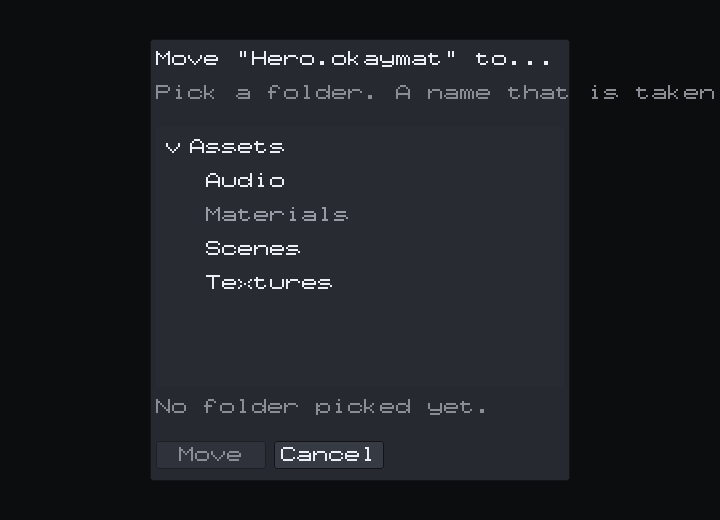 Move "Hero.okaymat" to...
Pick a folder. A name that is taken
v Assets
Audio
Materials
Scenes
Textures
No folder picked yet.
Move Cancel